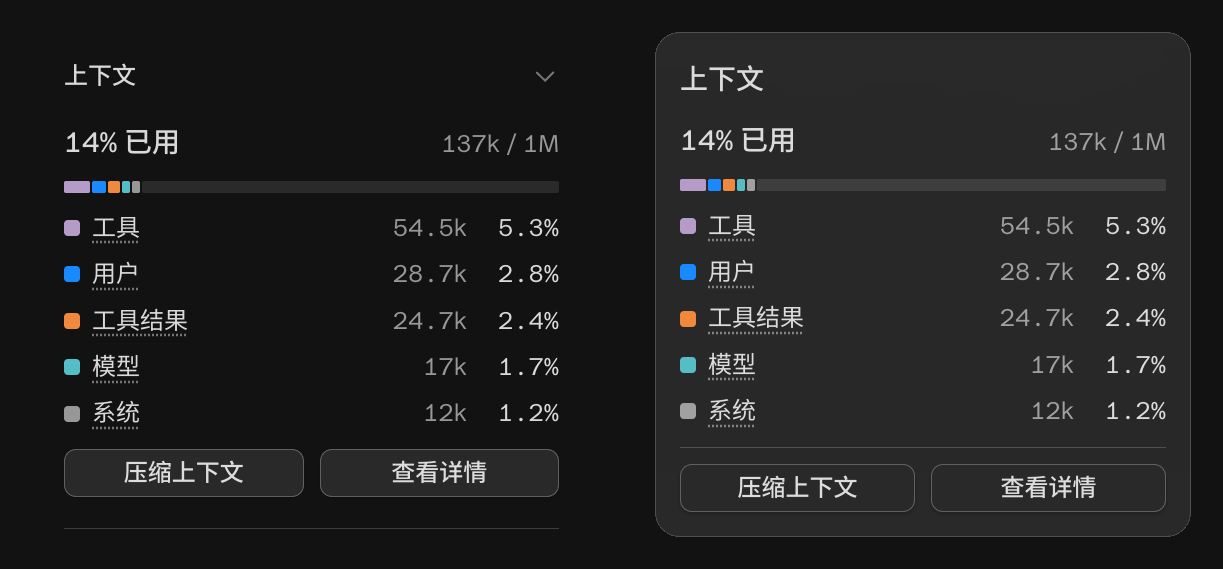 上下文
14% 已用 137k / 1M
工具 54.5k 5.3%
用户 28.7k 2.8%
工具结果 24.7k 2.4%
模型 17k 1.7%
系统 12k 1.2%
压缩上下文 查看详情
上下文
14% 已用 137k / 1M
工具 54.5k 5.3%
用户 28.7k 2.8%
工具结果 24.7k 2.4%
模型 17k 1.7%
系统 12k 1.2%
压缩上下文 查看详情